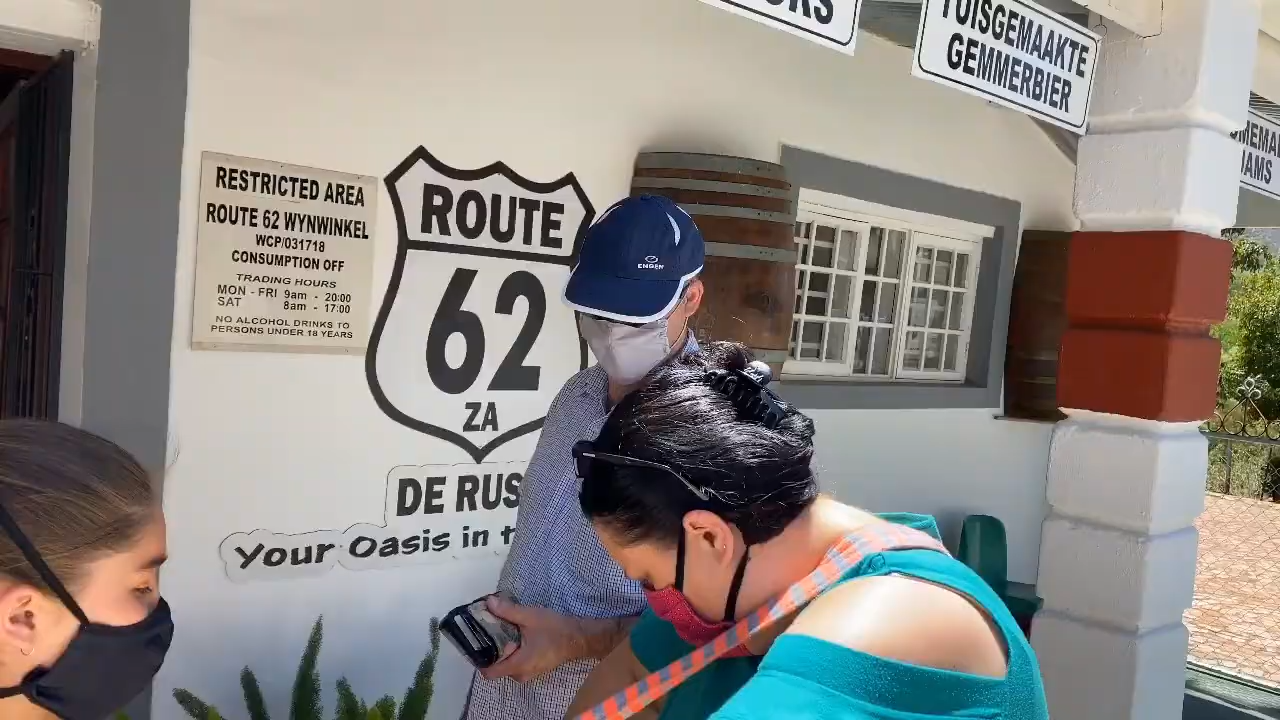 TUISGEMAAKTE
GEMMERBIER
RESTRICTED AREA
ROUTE 62 WYNWINKEL
WCP/031718
CONSUMPTION OFF
TRADING HOURS
MON - FRI 9am - 20:00
SAT 8am - 17:00
NO ALCOHOL DRINKS TO
PERSONS UNDER 18 YEARS
ROUTE
62
ZA
DE RUS
Your Oasis in t
ENGEN